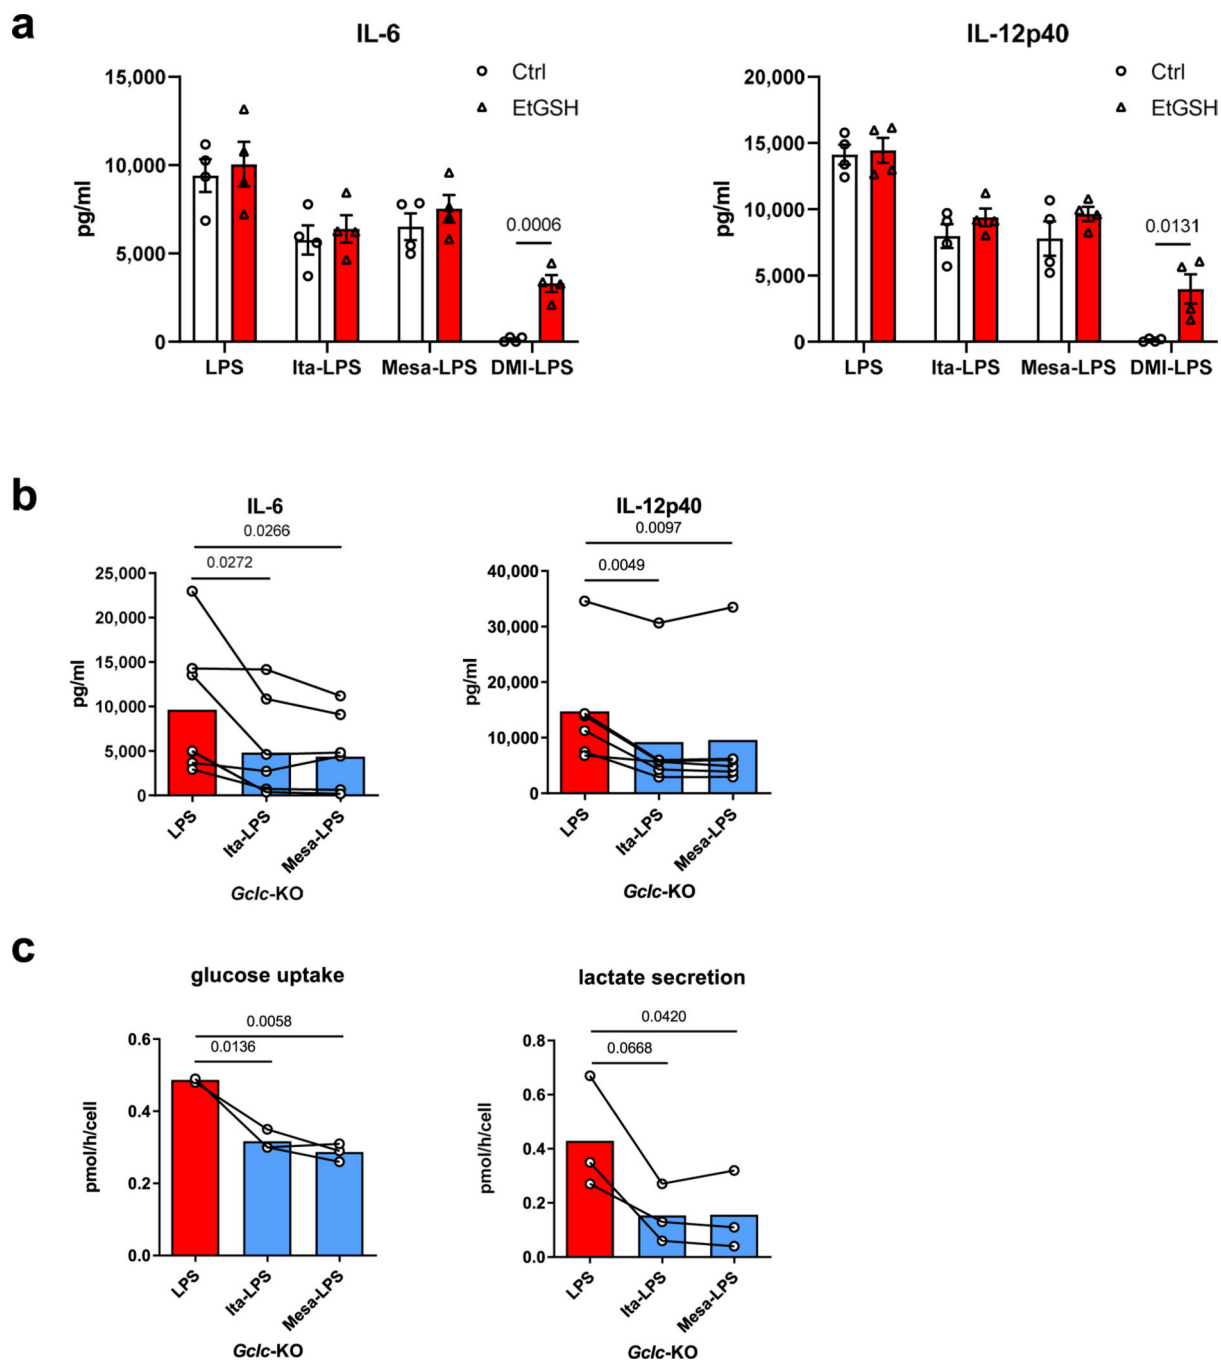 a
IL-6
IL-12p40
Ctrl
EtGSH
15,000
10,000
5,000
0
pg/ml
0.0006
LPS
Ita-LPS
Mesa-LPS
DMI-LPS
Ctrl
EtGSH
20,000
15,000
10,000
5,000
0
pg/ml
0.0131
LPS
Ita-LPS
Mesa-LPS
DMI-LPS
b
IL-6
0.0266
0.0272
25,000
20,000
15,000
10,000
5,000
0
pg/ml
LPS
Ita-LPS
Mesa-LPS
Gclc-KO
IL-12p40
0.0097
0.0049
40,000
30,000
20,000
10,000
0
pg/ml
LPS
Ita-LPS
Mesa-LPS
Gclc-KO
c
glucose uptake
0.0058
0.0136
0.6
0.4
0.2
0.0
pmol/h/cell
LPS
Ita-LPS
Mesa-LPS
Gclc-KO
lactate secretion
0.0420
0.0668
0.8
0.6
0.4
0.2
0.0
pmol/h/cell
LPS
Ita-LPS
Mesa-LPS
Gclc-KO